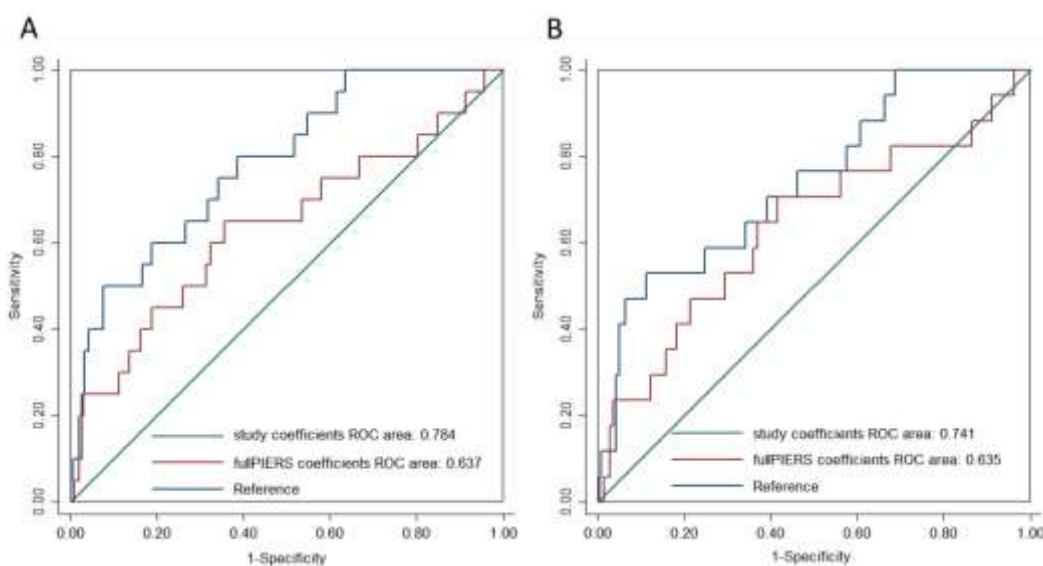 A
1.00
0.80
0.60
0.40
0.20
0.00
Sensitivity
study coefficients ROC area: 0.784
fullPIERS coefficients ROC area: 0.637
Reference
0.00 0.20 0.40 0.60 0.80 1.00
1-Specificity
B
1.00
0.80
0.60
0.40
0.20
0.00
Sensitivity
study coefficients ROC area: 0.741
fullPIERS coefficients ROC area: 0.635
Reference
0.00 0.20 0.40 0.60 0.80 1.00
1-Specificity